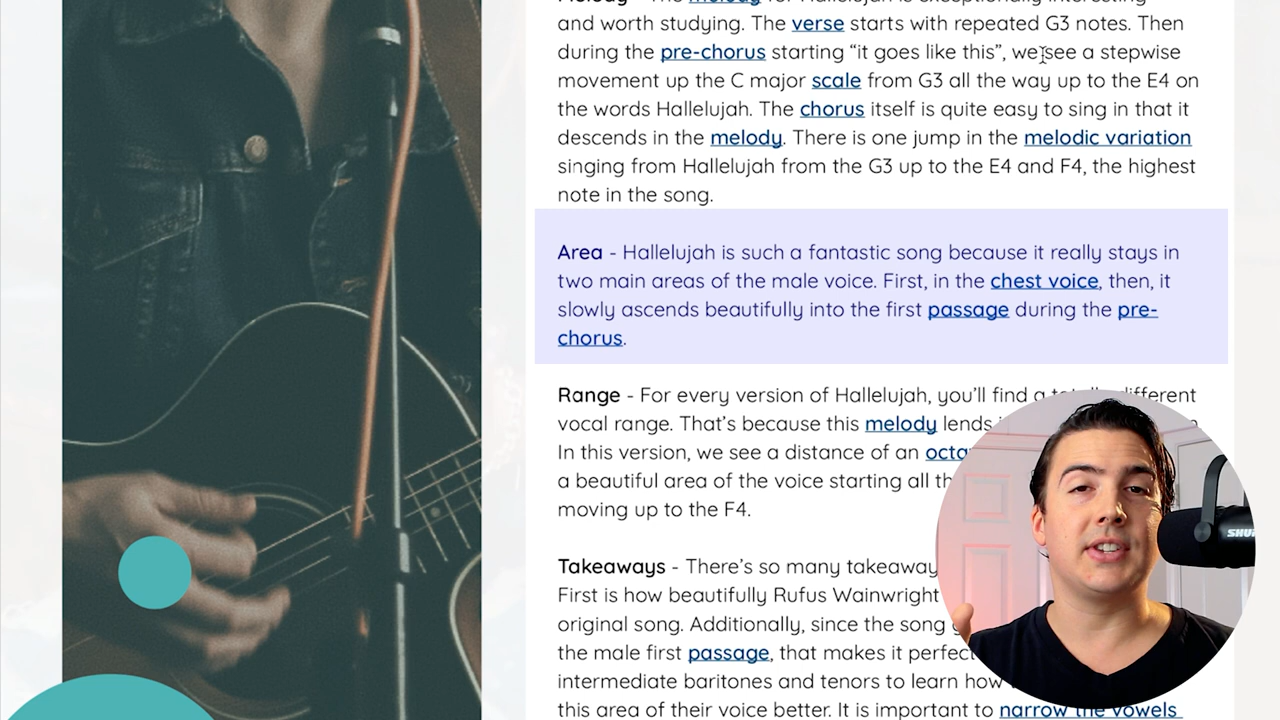 and worth studying. The verse starts with repeated G3 notes. Then
during the pre-chorus starting “it goes like this”, we see a stepwise
movement up the C major scale from G3 all the way up to the E4 on
the words Hallelujah. The chorus itself is quite easy to sing in that it
descends in the melody. There is one jump in the melodic variation
singing from Hallelujah from the G3 up to the E4 and F4, the highest
note in the song.
Area - Hallelujah is such a fantastic song because it really stays in
two main areas of the male voice. First, in the chest voice, then, it
slowly ascends beautifully into the first passage during the pre-
chorus.
Range - For every version of Hallelujah, you’ll find a totally different
vocal range. That’s because this melody lends
In this version, we see a distance of an
a beautiful area of the voice starting all
moving up to the F4.
Takeaways - There’s so many
First is how beautifully Rufus Wainwright
original song. Additionally, since the song
the male first passage, that makes it perfect
intermediate baritones and tenors to learn how
this area of their voice better. It is important to narrow the vowels